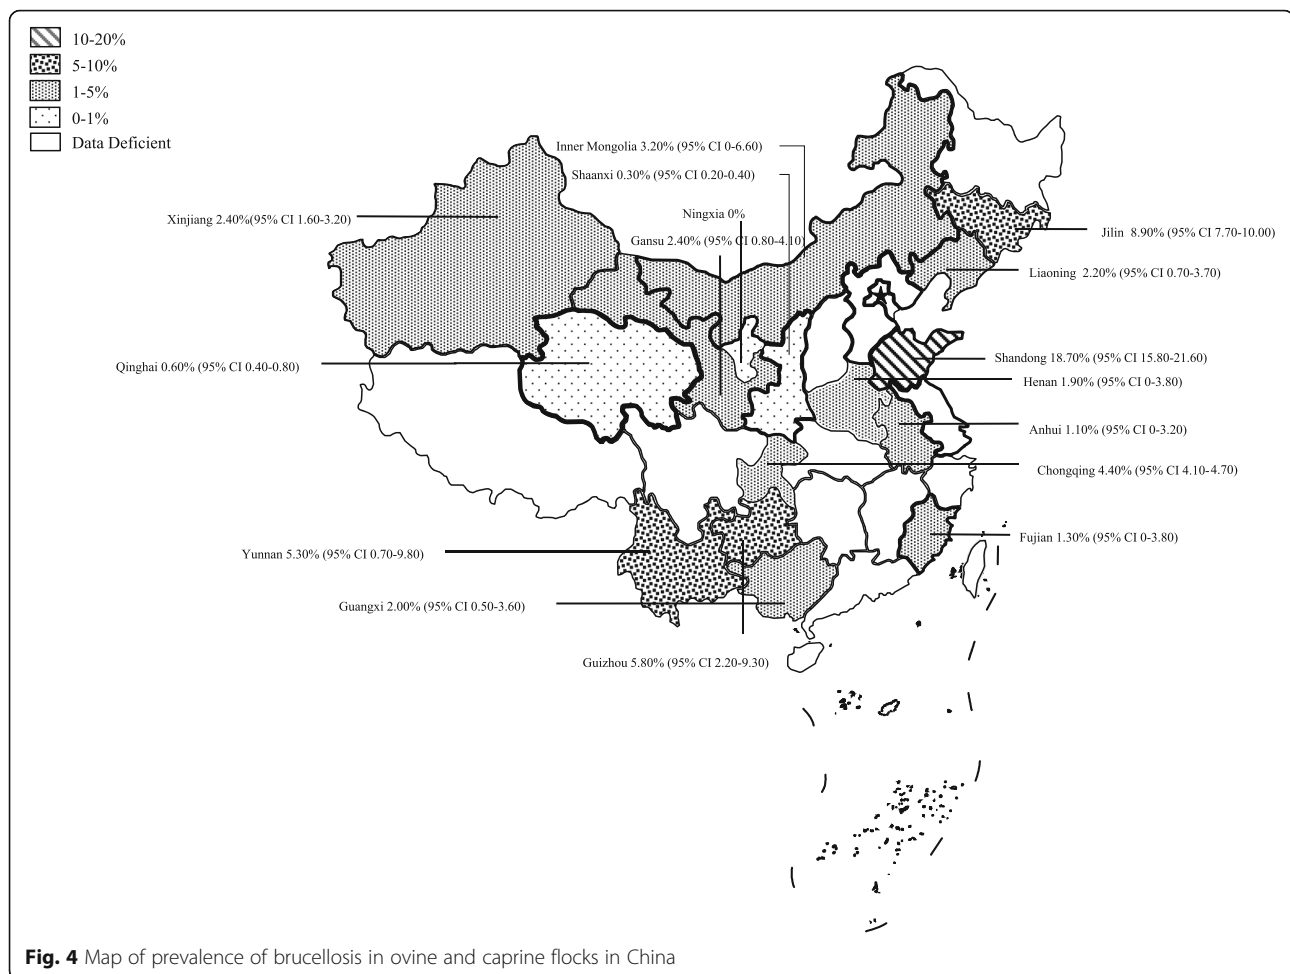 10-20%
5-10%
1-5%
0-1%
Data Deficient
Inner Mongolia 3.20% (95% CI 0-6.60)
Shaanxi 0.30% (95% CI 0.20-0.40)
Ningxia 0%
Xinjiang 2.40%(95% CI 1.60-3.20)
Gansu 2.40% (95% CI 0.80-4.10)
Jilin 8.90% (95% CI 7.70-10.00)
Liaoning 2.20% (95% CI 0.70-3.70)
Shandong 18.70% (95% CI 15.80-21.60)
Qinghai 0.60% (95% CI 0.40-0.80)
Henan 1.90% (95% CI 0-3.80)
Anhui 1.10% (95% CI 0-3.20)
Chongqing 4.40% (95% CI 4.10-4.70)
Fujian 1.30% (95% CI 0-3.80)
Yunnan 5.30% (95% CI 0.70-9.80)
Guangxi 2.00% (95% CI 0.50-3.60)
Guizhou 5.80% (95% CI 2.20-9.30)
Fig. 4 Map of prevalence of brucellosis in ovine and caprine flocks in China